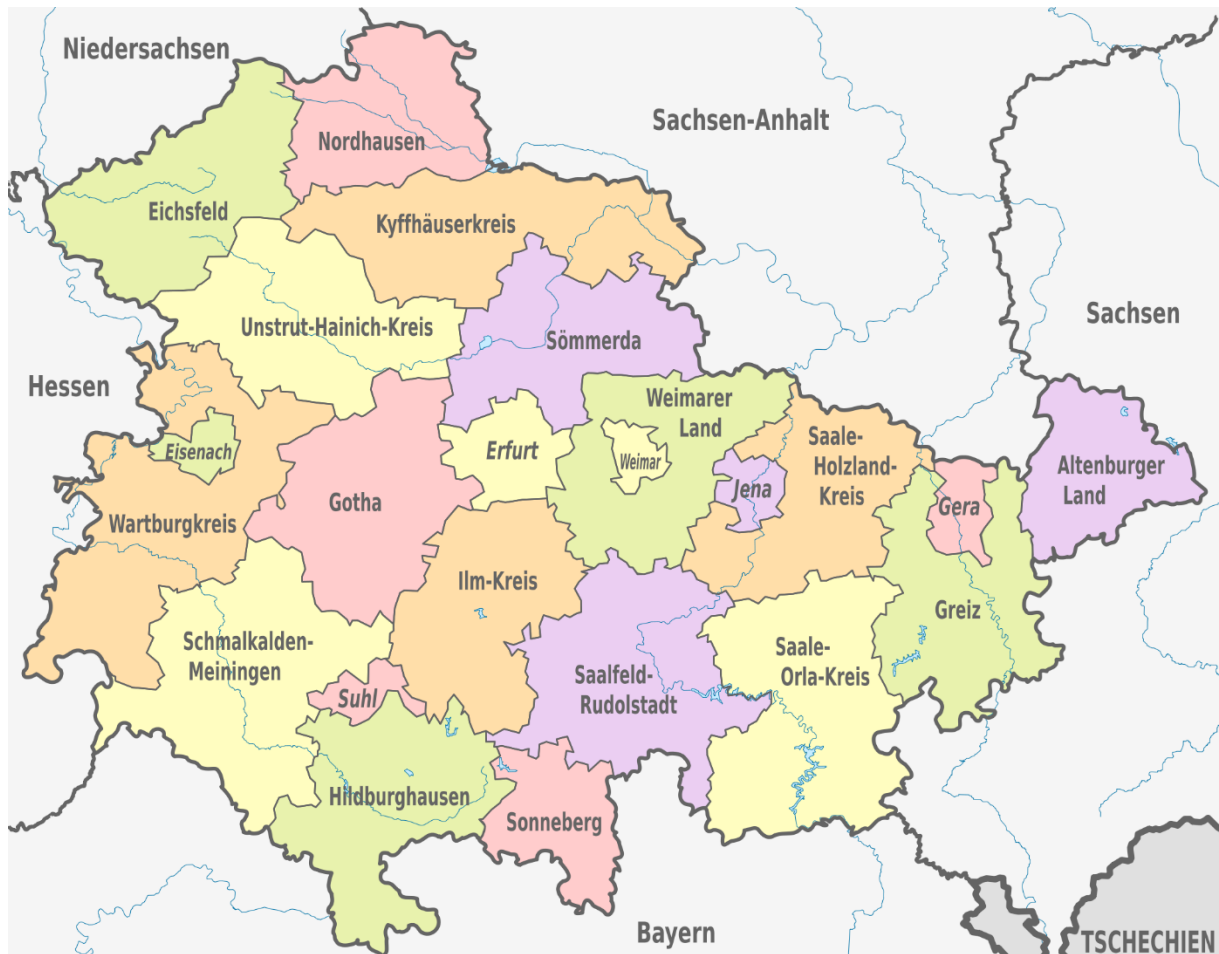 Niedersachsen
Sachsen-Anhalt
Nordhausen
Eichsfeld
Kyffhäuserkreis
Unstrut-Hainich-Kreis
Sömmerda
Sachsen
Hessen
Weimarer
Land
Eisenach
Erfurt
Weimar
Saale-
Holzland-
Kreis
Jena
Gera
Altenburger
Land
Gotha
Wartburgkreis
Ilm-Kreis
Greiz
Schmalkalden-
Meiningen
Suhl
Saalfeld-
Rudolstadt
Saale-
Orla-Kreis
Hildburghausen
Sonneberg
Bayern
TSCHECHIEN